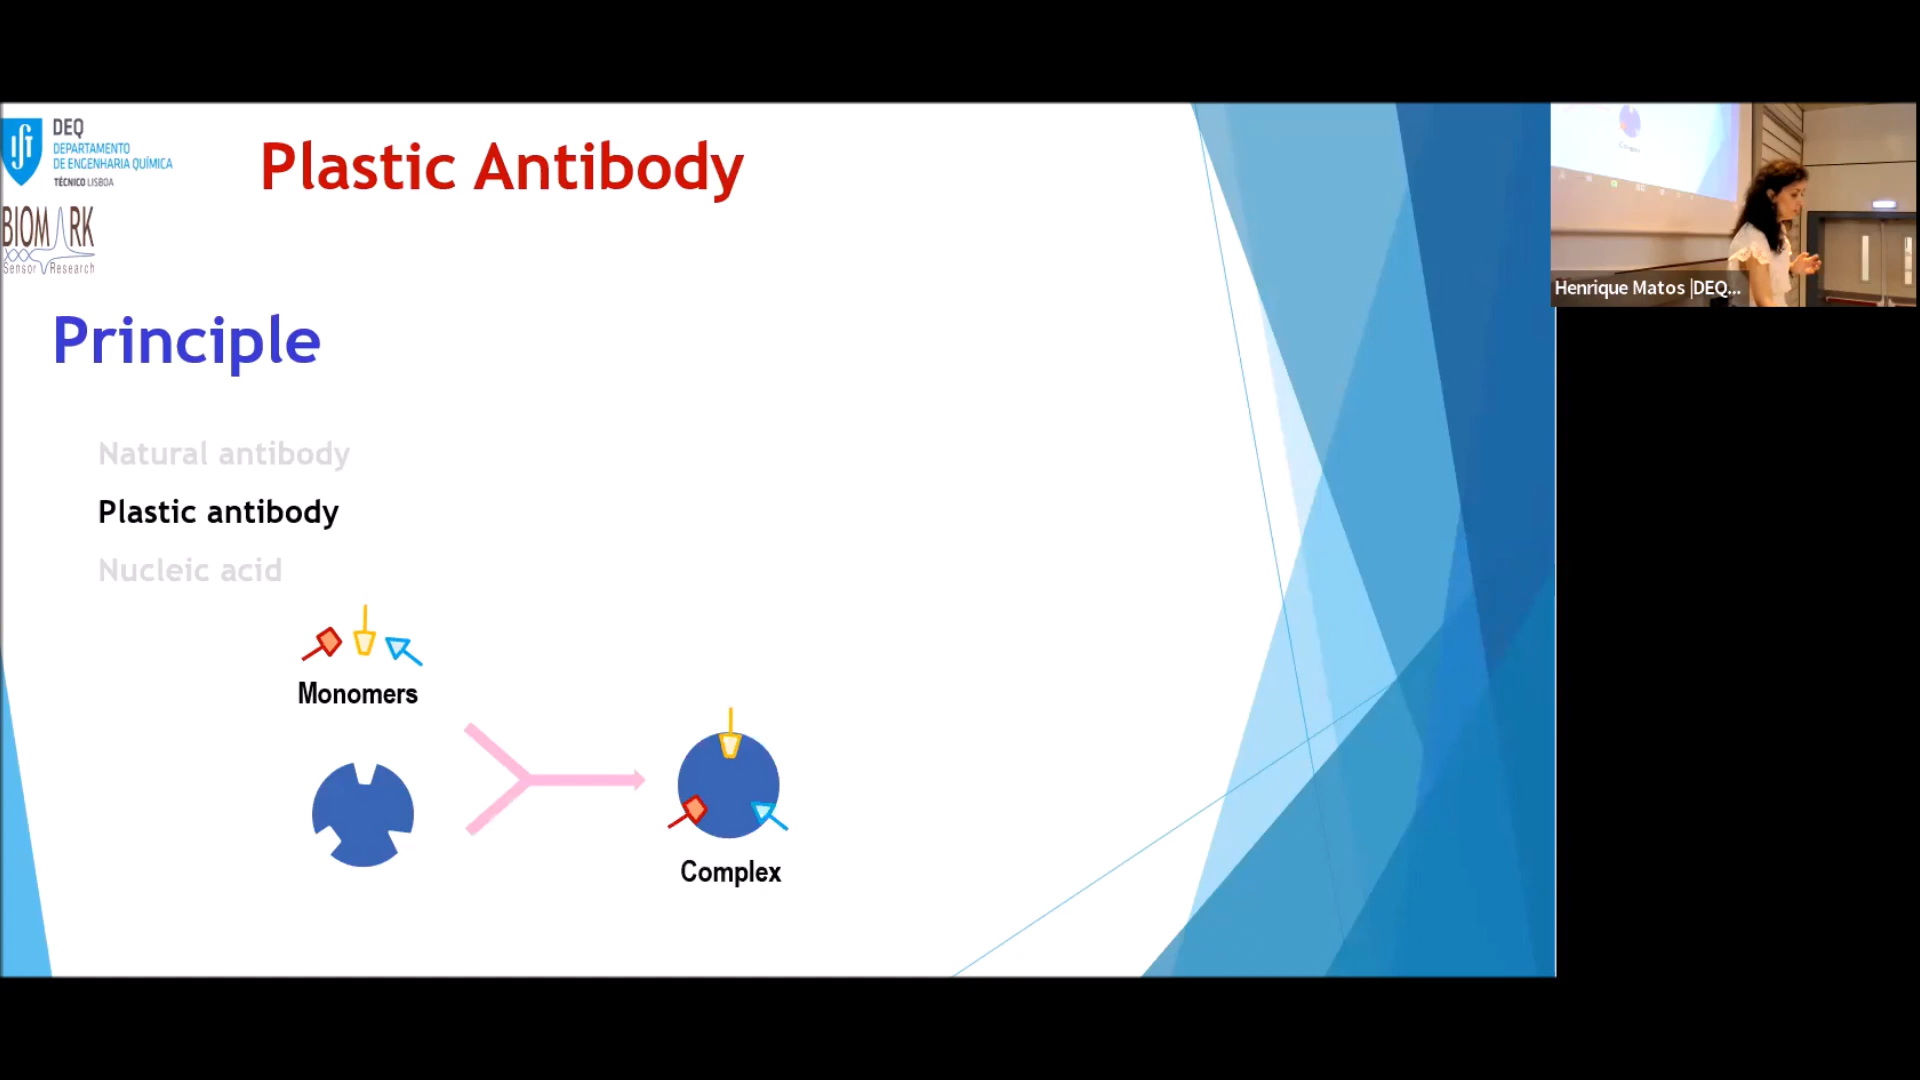 DEQ
DEPARTAMENTO
DE ENGENHARIA QUÍMICA
TÉCNICO LISBOA
BIOMARK
Sensor Research
Plastic Antibody
Principle
Natural antibody
Plastic antibody
Nucleic acid
Monomers
Complex
Henrique Matos |DEQ...